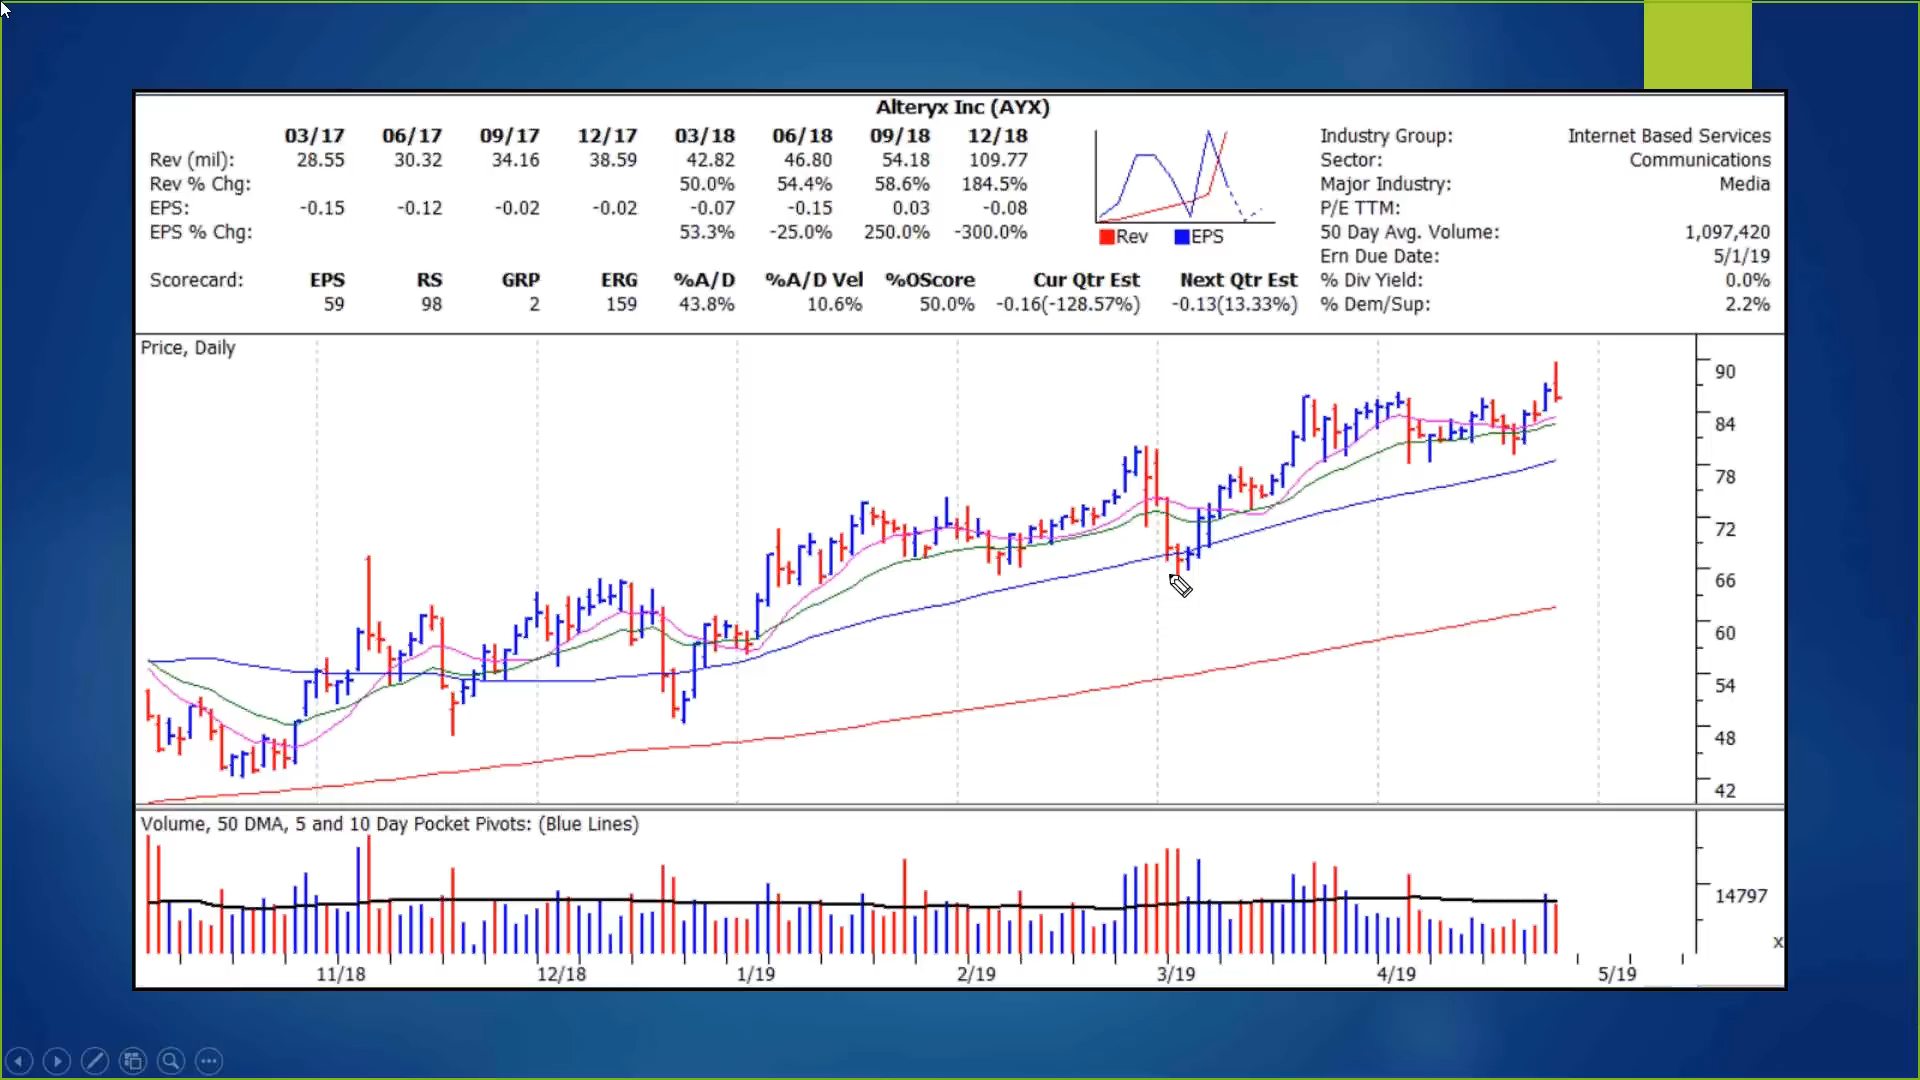 Alteryx Inc (AYX)
03/17 06/17 09/17 12/17 03/18 06/18 09/18 12/18
Rev (mil): 28.55 30.32 34.16 38.59 42.82 46.80 54.18 109.77
Rev % Chg: 50.0% 54.4% 58.6% 184.5%
EPS: -0.15 -0.12 -0.02 -0.02 -0.07 -0.15 0.03 -0.08
EPS % Chg: 53.3% -25.0% 250.0% -300.0%
Scorecard: EPS RS GRP ERG %A/D %A/D Vel %OScore Cur Qtr Est Next Qtr Est
59 98 2 159 43.8% 10.6% 50.0% -0.16(-128.57%) -0.13(13.33%)
Rev EPS
Industry Group: Internet Based Services
Sector: Communications
Major Industry: Media
P/E TTM:
50 Day Avg. Volume: 1,097,420
Ern Due Date: 5/1/19
% Div Yield: 0.0%
% Dem/Sup: 2.2%
Price, Daily
90
84
78
72
66
60
54
48
42
Volume, 50 DMA, 5 and 10 Day Pocket Pivots: (Blue Lines)
14797
x
11/18 12/18 1/19 2/19 3/19 4/19 5/19